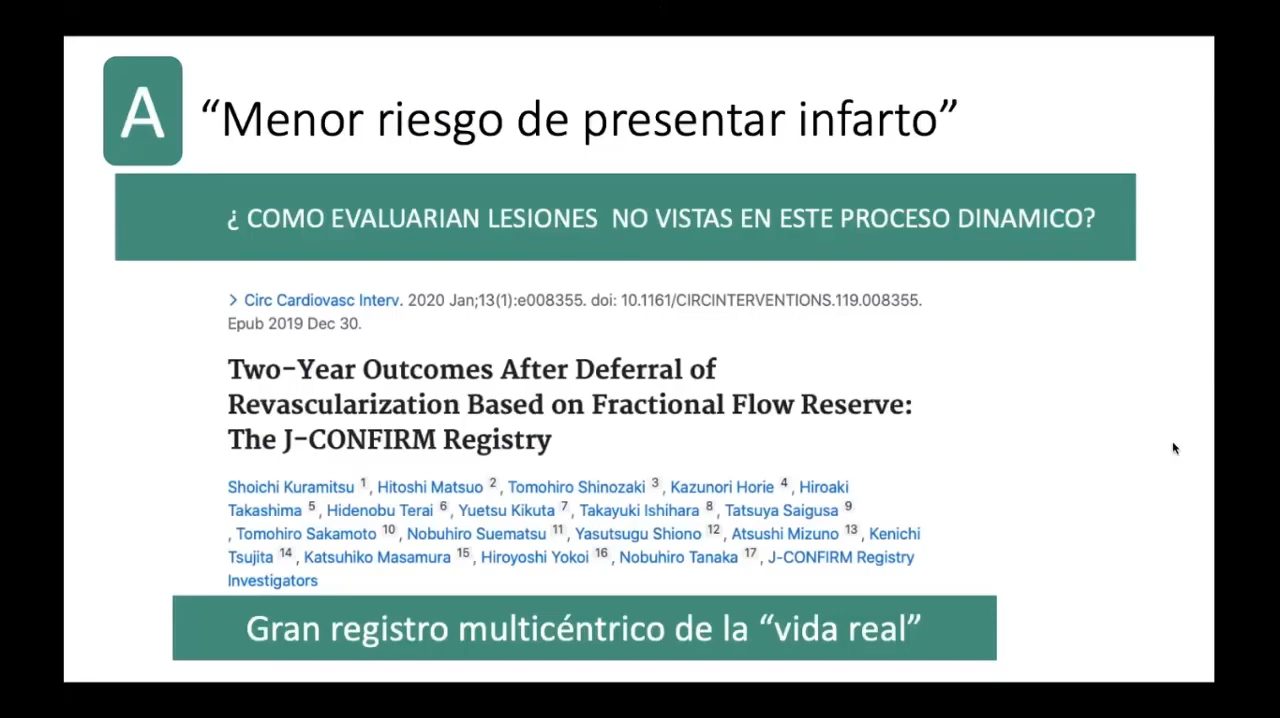 A
“Menor riesgo de presentar infarto”
¿ COMO EVALUARIAN LESIONES  NO VISTAS EN ESTE PROCESO DINAMICO?
> Circ Cardiovasc Interv. 2020 Jan;13(1):e008355. doi: 10.1161/CIRCINTERVENTIONS.119.008355.
Epub 2019 Dec 30.
Two-Year Outcomes After Deferral of
Revascularization Based on Fractional Flow Reserve:
The J-CONFIRM Registry
Shoichi Kuramitsu 1, Hitoshi Matsuo 2, Tomohiro Shinozaki 3, Kazunori Horie 4, Hiroaki
Takashima 5, Hidenobu Terai 6, Yuetsu Kikuta 7, Takayuki Ishihara 8, Tatsuya Saigusa 9
, Tomohiro Sakamoto 10, Nobuhiro Suematsu 11, Yasutsugu Shiono 12, Atsushi Mizuno 13, Kenichi
Tsujita 14, Katsuhiko Masamura 15, Hiroyoshi Yokoi 16, Nobuhiro Tanaka 17, J-CONFIRM Registry
Investigators
Gran registro multicéntrico de la “vida real”